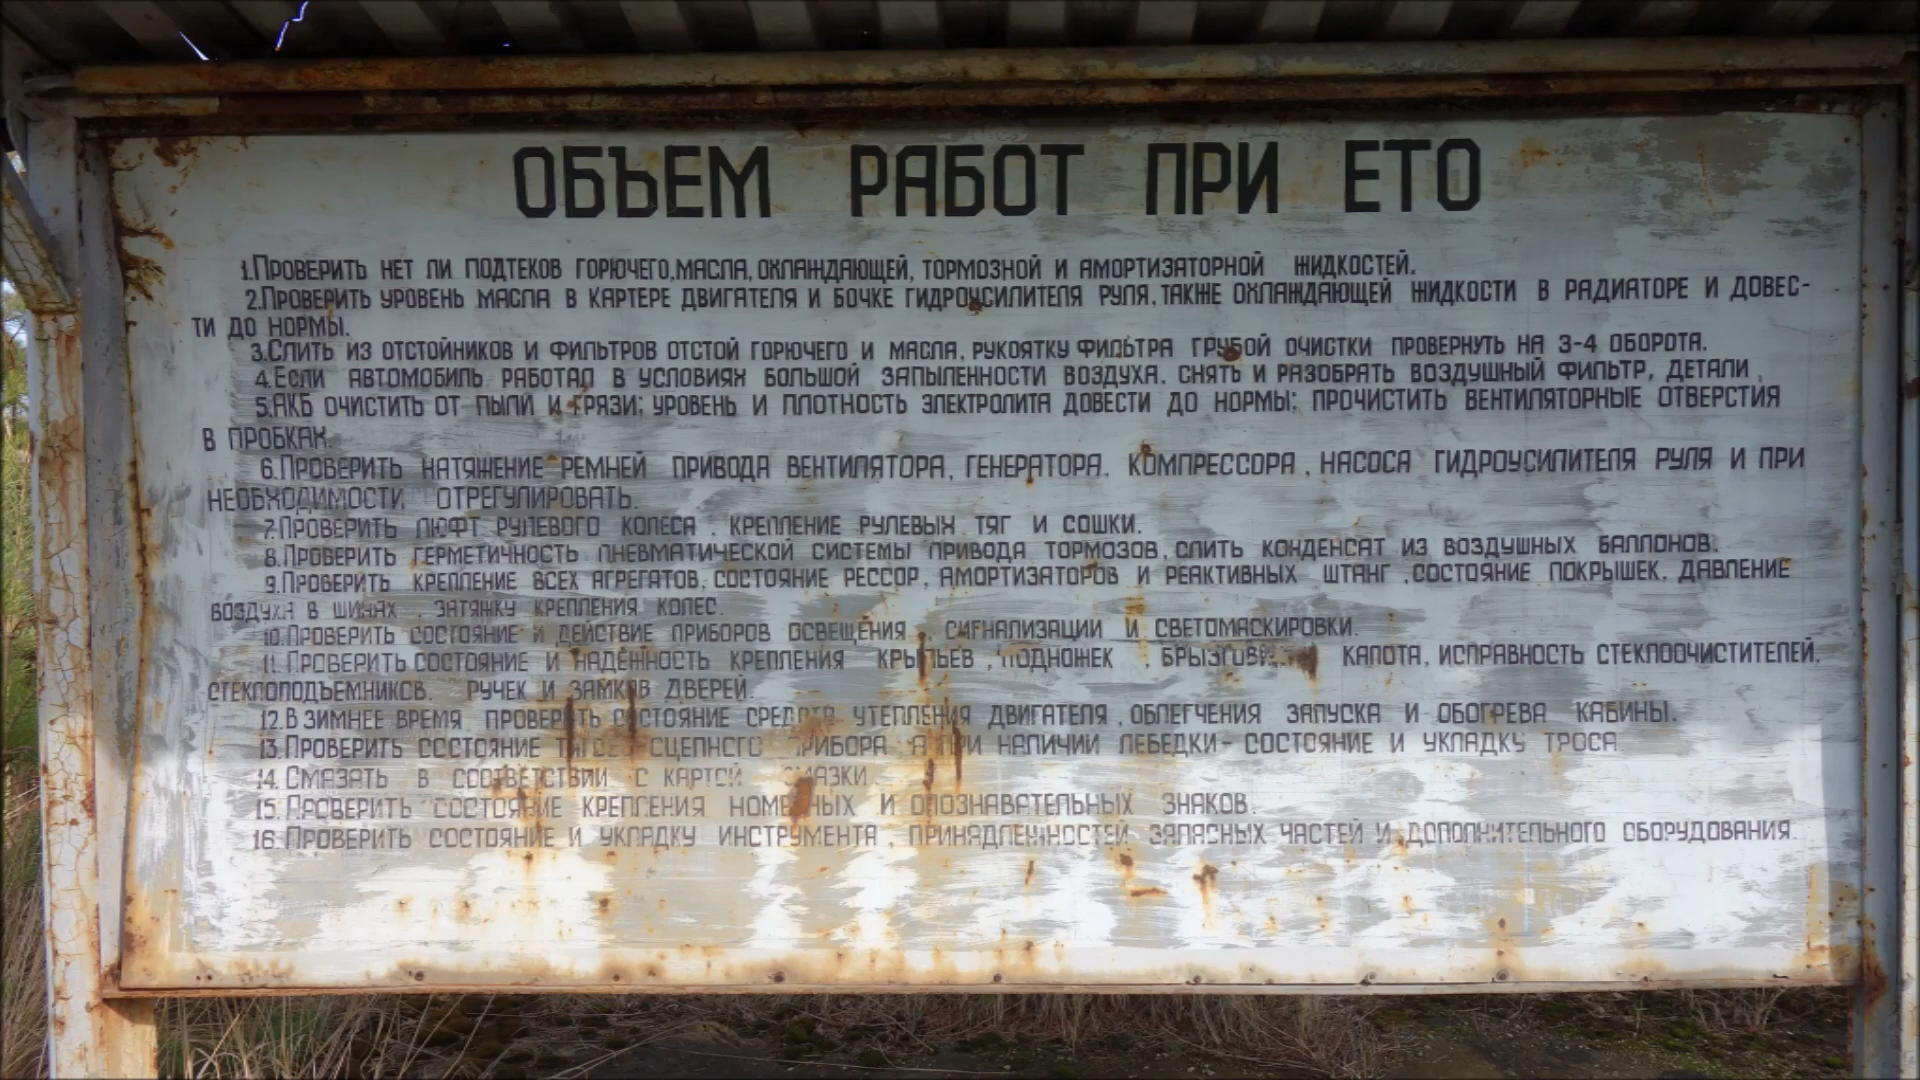 ОБЪЕМ РАБОТ ПРИ ЕТО
1.Проверить нет ли подтеков горючего,масла,охлаждающей, тормозной и амортизаторной жидкостей.
2.Проверить уровень масла в картере двигателя и бочке гидроусилителя руля,также охлаждающей жидкости в радиаторе и довес-
ти до нормы.
3.Слить из отстойников и фильтров отстой горючего и масла, рукоятку фильтра грубой очистки провернуть на 3-4 оборота.
4.Если автомобиль работал в условиях большой запыленности воздуха, снять и разобрать воздушный фильтр, детали
5.АКБ очистить от пыли и грязи; уровень и плотность электролита довести до нормы; прочистить вентиляторные отверстия
в пробках.
6.Проверить натяжение ремней привода вентилятора, генератора, компрессора, насоса гидроусилителя руля и при
необходимости отрегулировать.
7.Проверить люфт рулевого колеса, крепление рулевых тяг и сошки.
8.Проверить герметичность пневматической системы привода тормозов, слить конденсат из воздушных баллонов.
9.Проверить крепление всех агрегатов, состояние рессор, амортизаторов и реактивных штанг, состояние покрышек, давление
воздуха в шинах, затяжку крепления колес.
10.Проверить состояние и действие приборов освещения, сигнализации и светомаскировки.
11.Проверить состояние и надежность крепления крыльев, подножек, капота, исправность стеклоочистителей,
стеклоподъемников, ручек и замков дверей.
12.В зимнее время проверить состояние средств утепления двигателя, облегчения запуска и обогрева кабины.
13.Проверить состояние тягово-сцепного прибора а при наличии лебедки- состояние и укладку троса
14.Смазать в соответствии с картой смазки
15.Проверить состояние крепления номерных и опознавательных знаков.
16.Проверить состояние и укладку инструмента, принадленностей запасных частей и дополнительного оборудования.